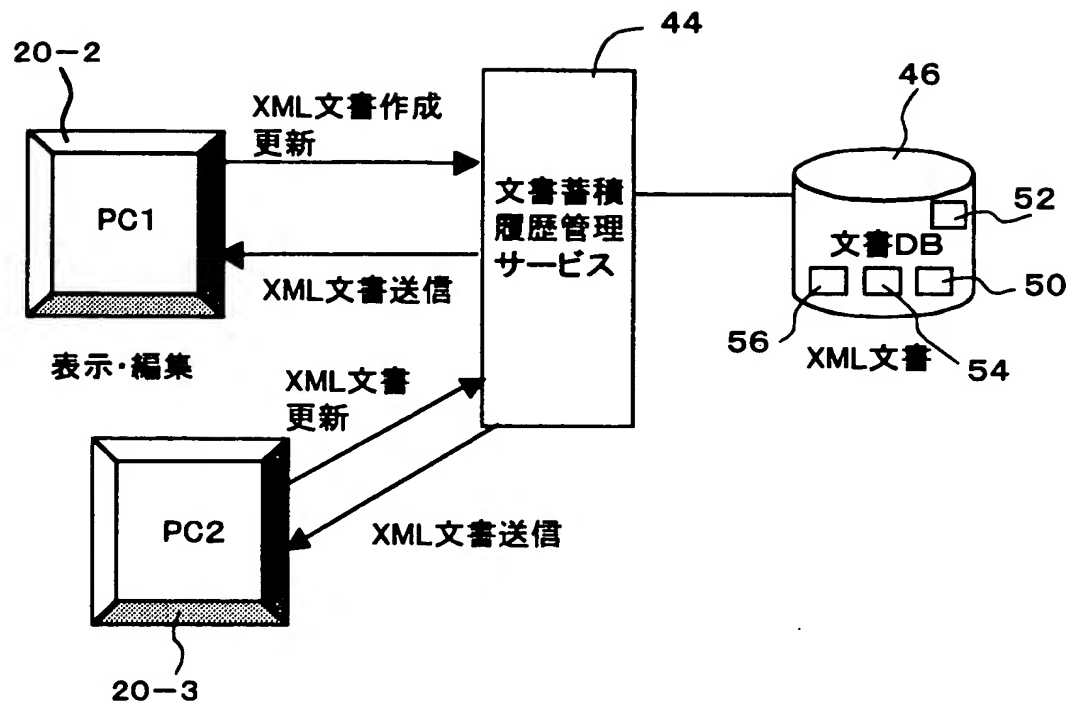 44
20-2
46
XML文書作成
更新
52
PC1
文書蓄積
履歴管理
サービス
文書DB
XML文書送信
50
56
54
XML文書
表示・編集
XML文書
更新
PC2
XML文書送信
20-3